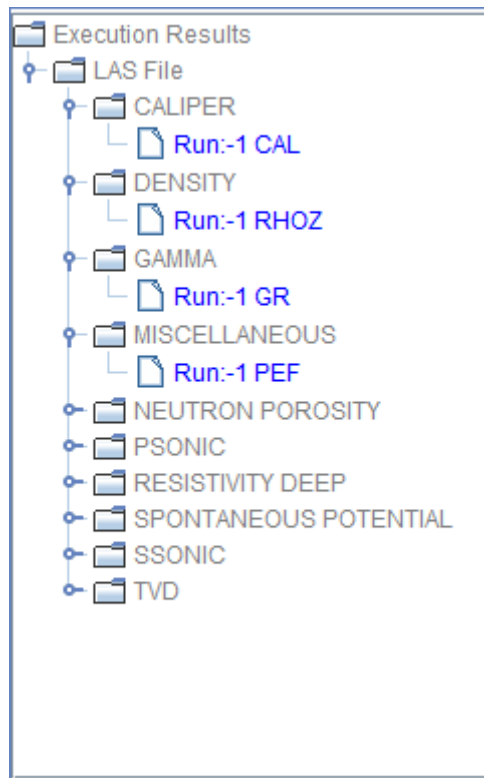 Execution Results
LAS File
CALIPER
Run:-1 CAL
DENSITY
Run:-1 RHOZ
GAMMA
Run:-1 GR
MISCELLANEOUS
Run:-1 PEF
NEUTRON POROSITY
PSONIC
RESISTIVITY DEEP
SPONTANEOUS POTENTIAL
SSONIC
TVD